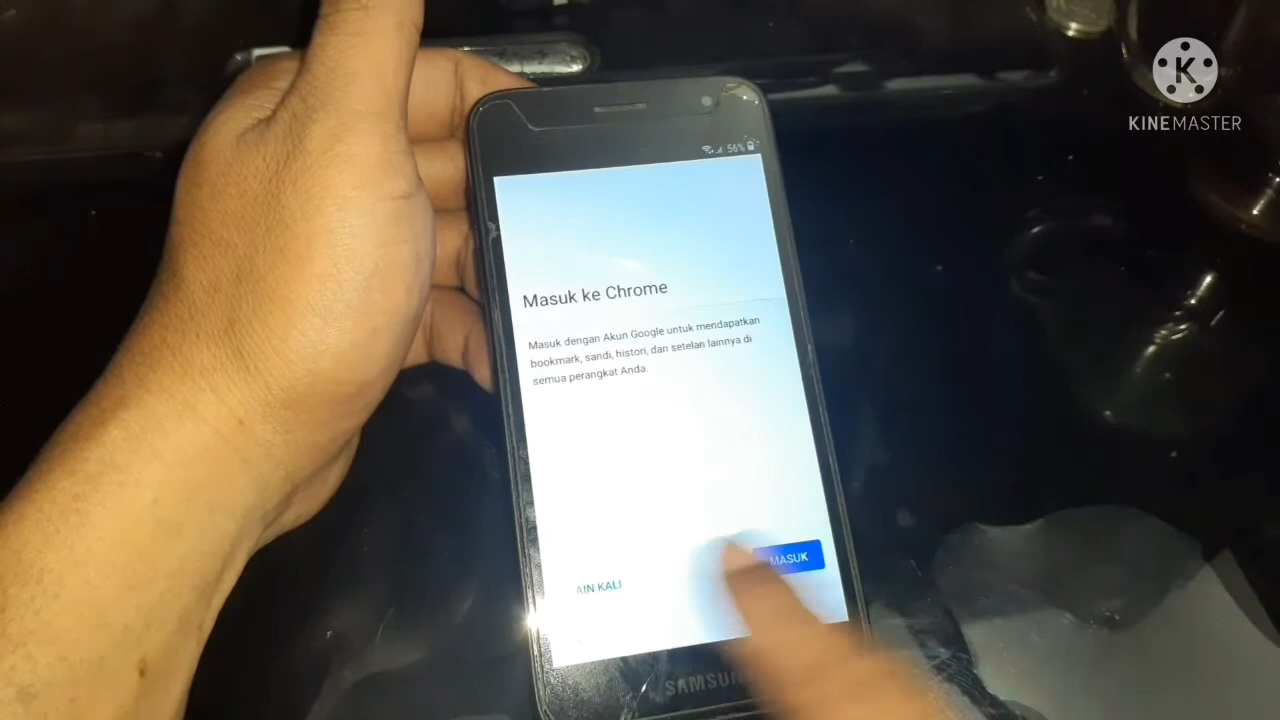 K
KINEMASTER
56%
Masuk ke Chrome
Masuk dengan Akun Google untuk mendapatkan
bookmark, sandi, histori, dan setelan lainnya di
semua perangkat Anda.
MASUK
AIN KALI